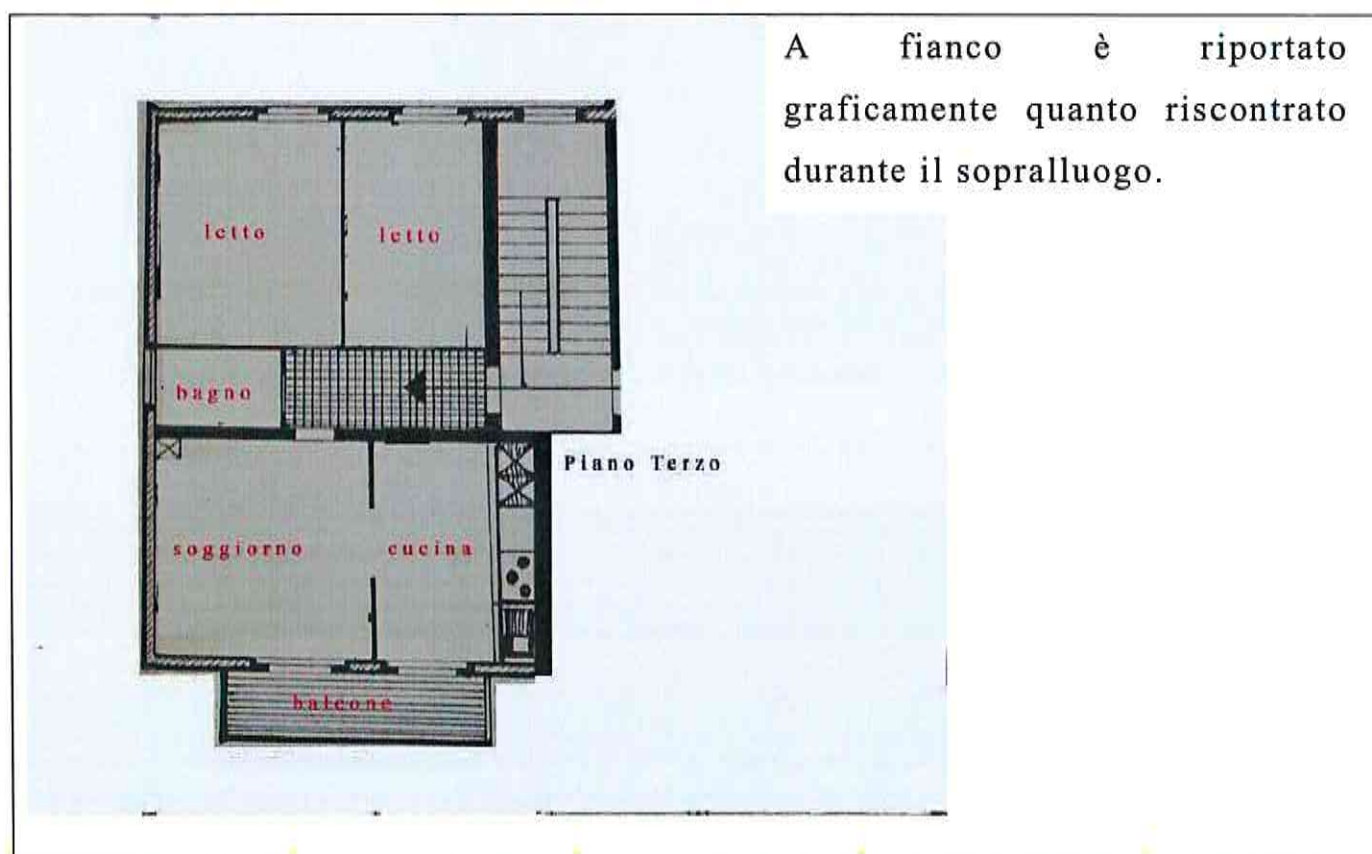 A fianco è riportato
graficamente quanto riscontrato
durante il sopralluogo.
letto
letto
bagno
Piano Terzo
soggiorno
cucina
balcone